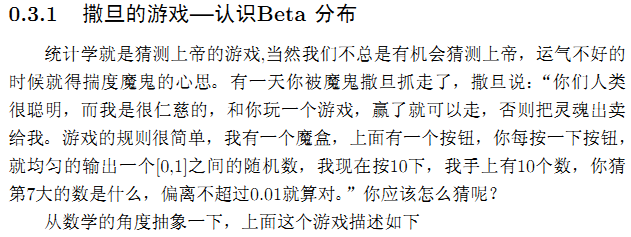 0.3.1 撒旦的游戏—认识Beta 分布
统计学就是猜测上帝的游戏,当然我们不总是有机会猜测上帝，运气不好的
时候就得揣度魔鬼的心思。有一天你被魔鬼撒旦抓走了，撒旦说：“你们人类
很聪明，而我是很仁慈的，和你玩一个游戏，赢了就可以走，否则把灵魂出卖
给我。游戏的规则很简单，我有一个魔盒，上面有一个按钮，你每按一下按钮，
就均匀的输出一个[0,1]之间的随机数，我现在按10下，我手上有10个数，你猜
第7大的数是什么，偏离不超过0.01就算对。”你应该怎么猜呢？
从数学的角度抽象一下，上面这个游戏描述如下